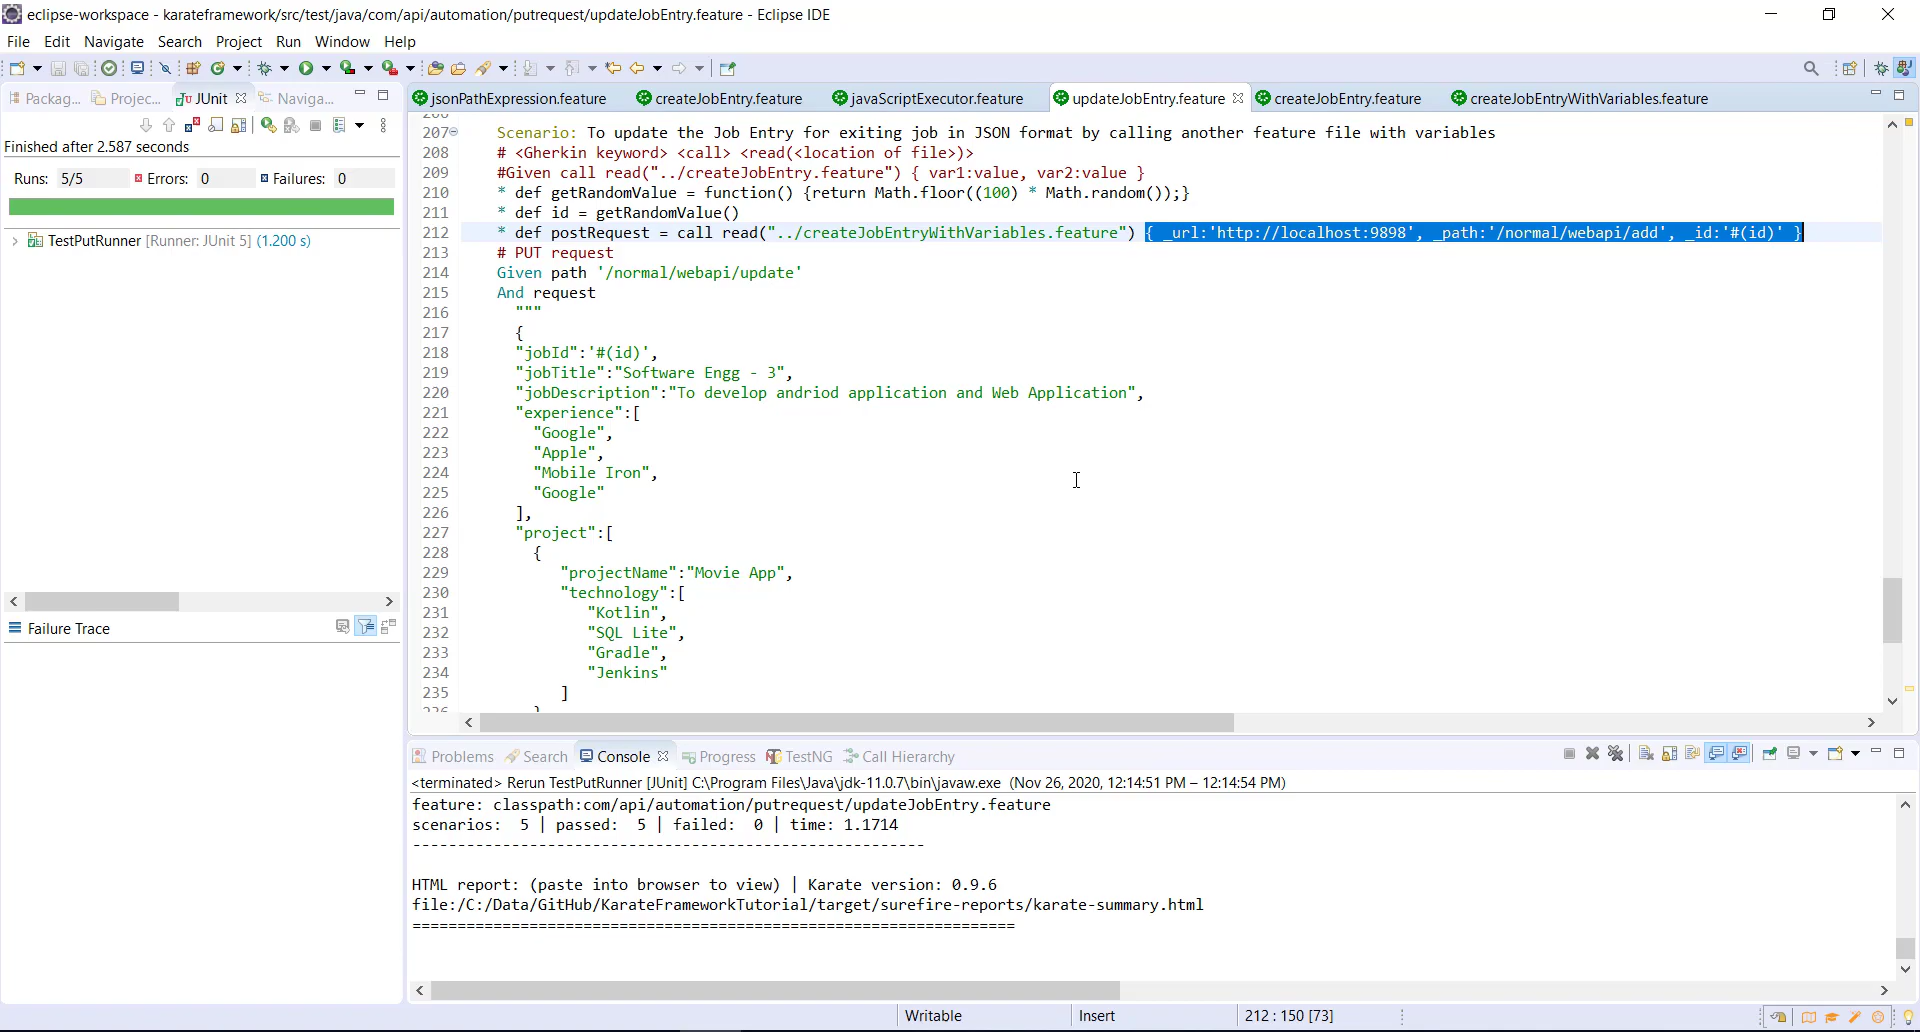 eclipse-workspace - karateframework/src/test/java/com/api/automation/putrequest/updateJobEntry.feature - Eclipse IDE
File Edit Navigate Search Project Run Window Help
Packag... Projec... JUnit Naviga...
Finished after 2.587 seconds
Runs: 5/5 Errors: 0 Failures: 0
TestPutRunner [Runner: JUnit 5] (1.200 s)
Failure Trace
jsonPathExpression.feature createJobEntry.feature javaScriptExecutor.feature updateJobEntry.feature createJobEntry.feature createJobEntryWithVariables.feature
207 Scenario: To update the Job Entry for exiting job in JSON format by calling another feature file with variables
208 # <Gherkin keyword> <call> <read(<location of file>)>
209 #Given call read("../createJobEntry.feature") { var1:value, var2:value }
210 * def getRandomValue = function() {return Math.floor((100) * Math.random());}
211 * def id = getRandomValue()
212 * def postRequest = call read("../createJobEntryWithVariables.feature") { _url:'http://localhost:9898', _path:'/normal/webapi/add', _id:'#(id)' }
213 # PUT request
214 Given path '/normal/webapi/update'
215 And request
216 """
217 {
218 "jobId":'#(id)',
219 "jobTitle":"Software Engg - 3",
220 "jobDescription":"To develop andriod application and Web Application",
221 "experience":[
222 "Google",
223 "Apple",
224 "Mobile Iron",
225 "Google"
226 ],
227 "project":[
228 {
229 "projectName":"Movie App",
230 "technology":[
231 "Kotlin",
232 "SQL Lite",
233 "Gradle",
234 "Jenkins"
235 ]
Problems Search Console Progress TestNG Call Hierarchy
<terminated> Rerun TestPutRunner [JUnit] C:\Program Files\Java\jdk-11.0.7\bin\javaw.exe (Nov 26, 2020, 12:14:51 PM – 12:14:54 PM)
feature: classpath:com/api/automation/putrequest/updateJobEntry.feature
scenarios: 5 | passed: 5 | failed: 0 | time: 1.1714
---------------------------------------------------------
HTML report: (paste into browser to view) | Karate version: 0.9.6
file:/C:/Data/GitHub/KarateFrameworkTutorial/target/surefire-reports/karate-summary.html
===================================================================
Writable Insert 212 : 150 [73]